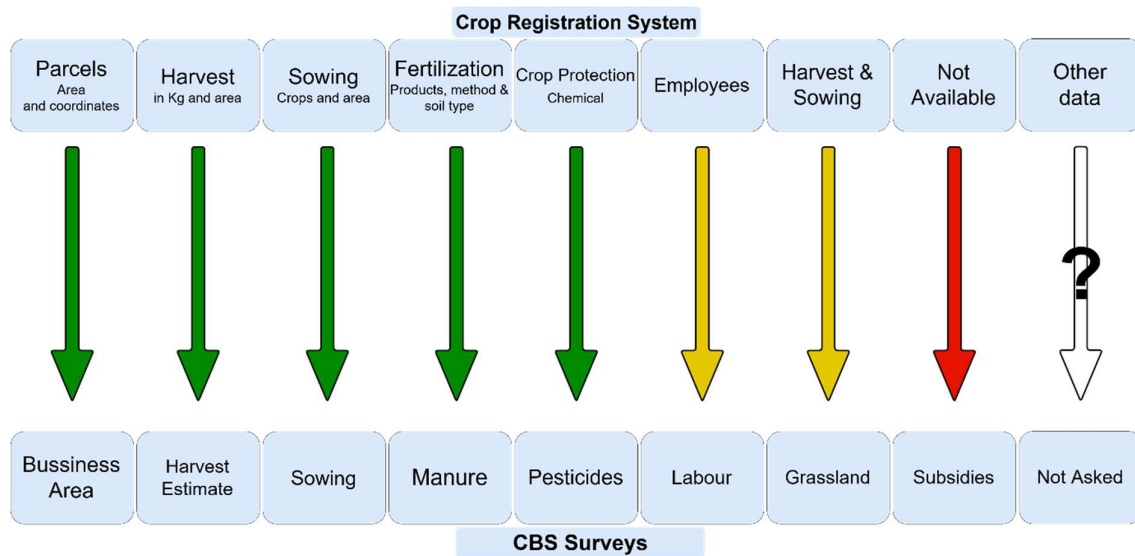 Crop Registration System
Parcels
Area
and coordinates
Harvest
in Kg and area
Sowing
Crops and area
Fertilization
Products, method &
soil type
Crop Protection
Chemical
Employees
Harvest &
Sowing
Not
Available
Other
data
?
Bussiness
Area
Harvest
Estimate
Sowing
Manure
Pesticides
Labour
Grassland
Subsidies
Not Asked
CBS Surveys